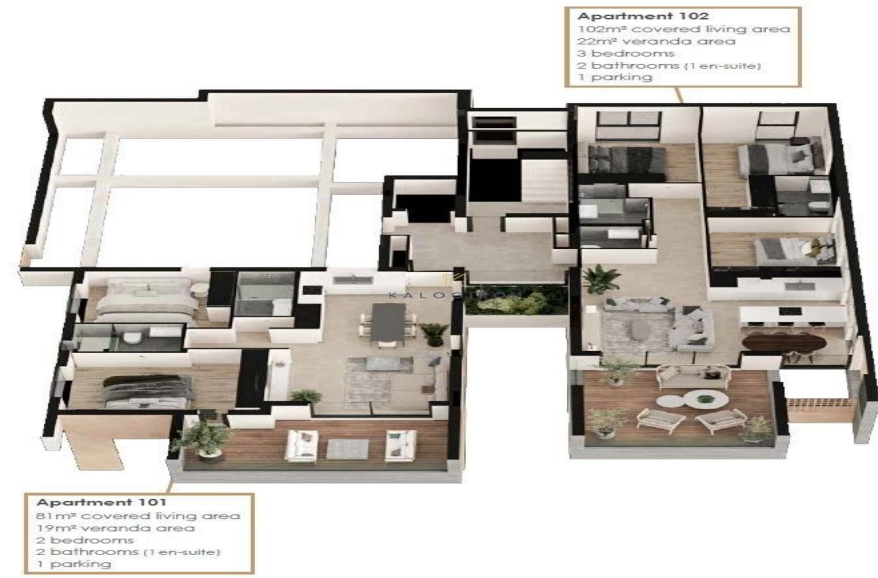 Apartment 102
102m² covered living area
22m² veranda area
3 bedrooms
2 bathrooms (1 en-suite)
1 parking
Apartment 101
81m² covered living area
19m² veranda area
2 bedrooms
2 bathrooms (1 en-suite)
1 parking